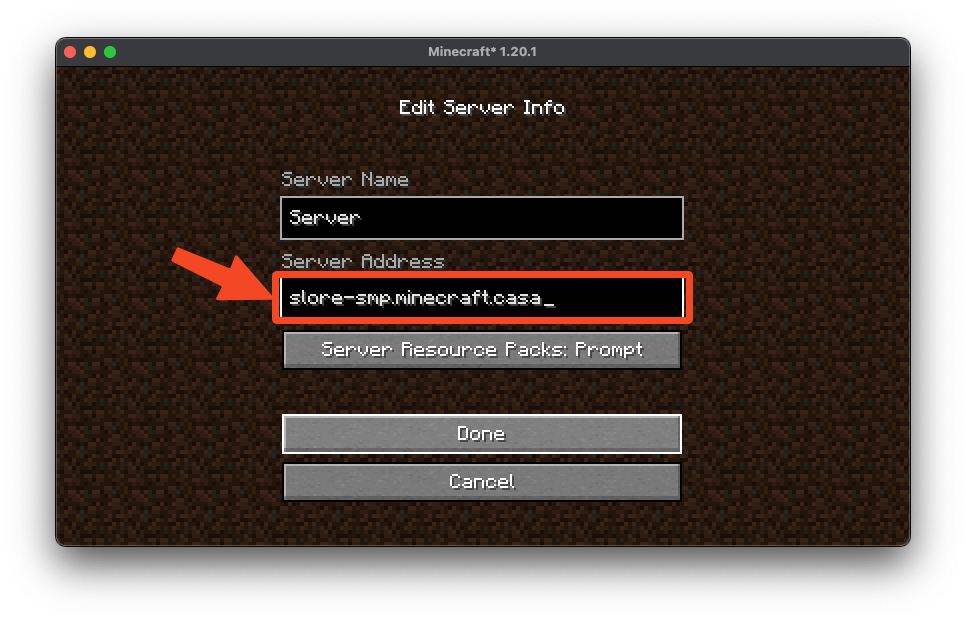 Minecraft* 1.20.1
Edit Server Info
Server Name
Server
Server Address
slore-smp.minecraft.casa_
Server Resource Packs: Prompt
Done
Cancel